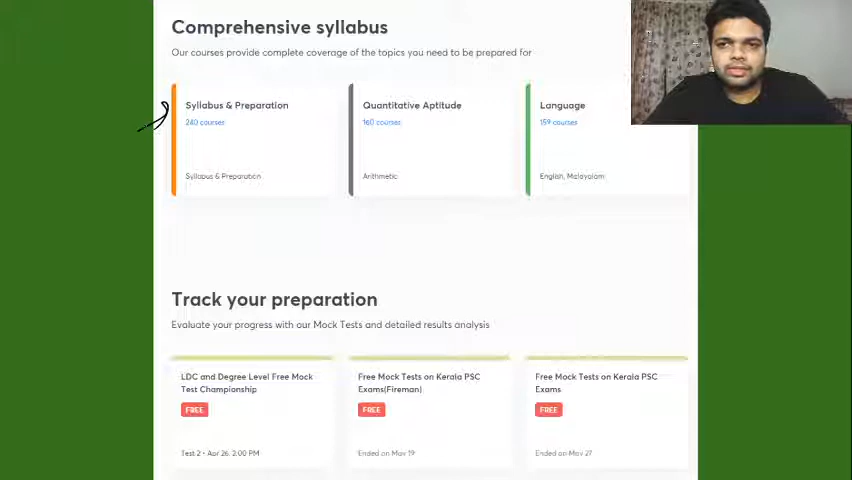 Comprehensive syllabus
Our courses provide complete coverage of the topics you need to be prepared for
Syllabus & Preparation
240 courses
Syllabus & Preparation
Quantitative Aptitude
160 courses
Arithmetic
Language
159 courses
English, Malayalam
Track your preparation
Evaluate your progress with our Mock Tests and detailed results analysis
LDC and Degree Level Free Mock
Test Championship
FREE
Test 2 • Apr 26, 2:00 PM
Free Mock Tests on Kerala PSC
Exams(Fireman)
FREE
Ended on May 19
Free Mock Tests on Kerala PSC
Exams
FREE
Ended on May 27